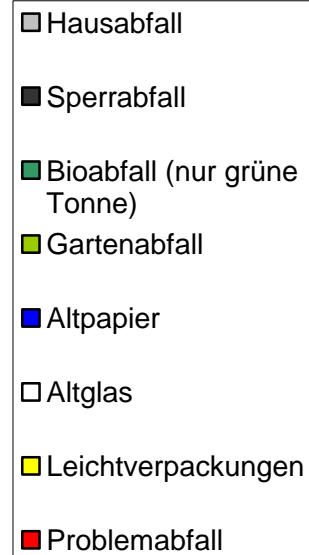 Hausabfall
Sperrabfall
Bioabfall (nur grüne
Tonne)
Gartenabfall
Altpapier
Altglas
Leichtverpackungen
Problemabfall